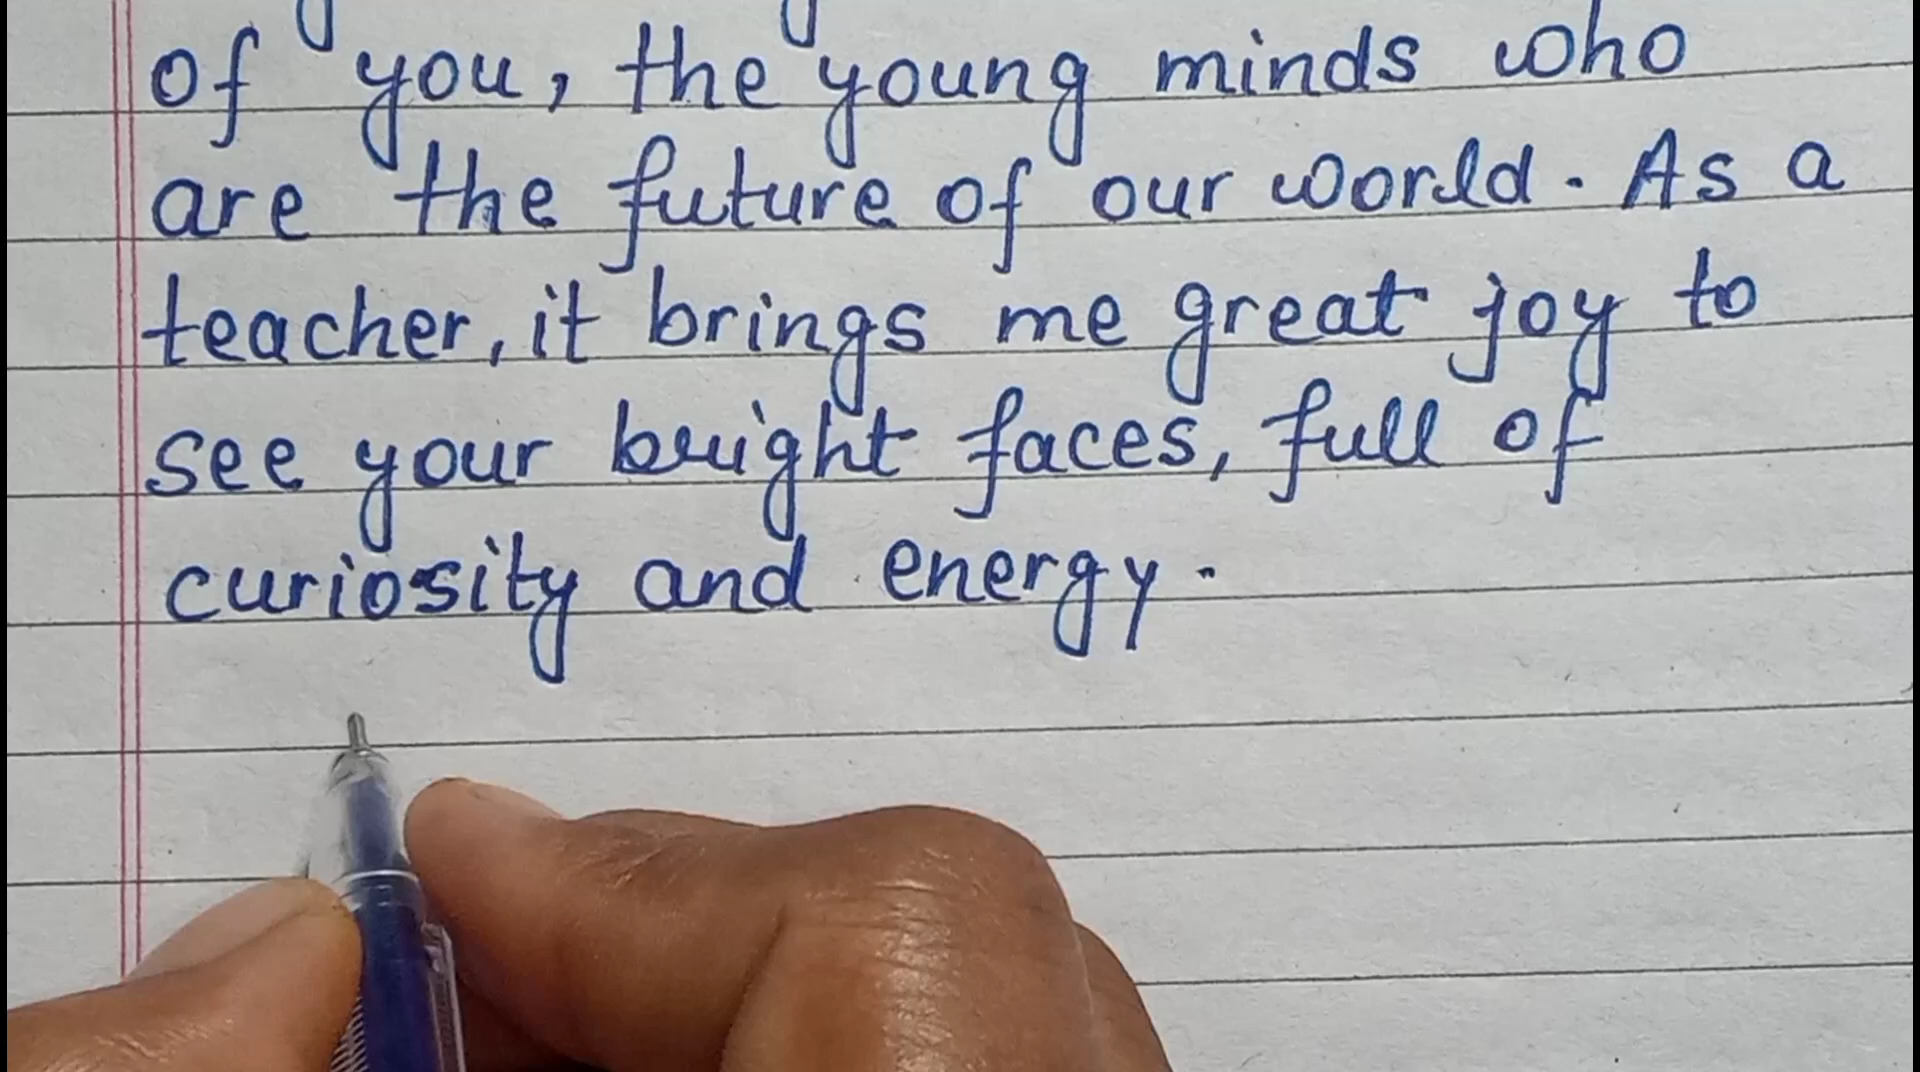 of you, the young minds who
are the future of our world. As a
teacher, it brings me great joy to
see your bright faces, full of
curiosity and energy.